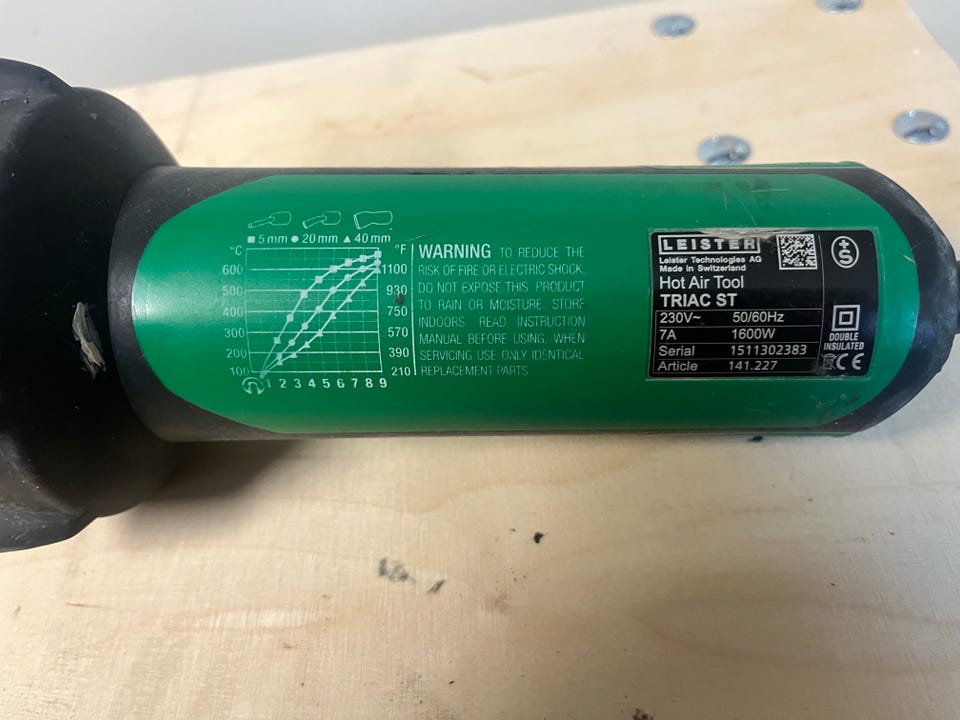 5 mm 20 mm 40 mm
°C °F
600 1100
500 930
400 750
300 570
200 390
100 210
1 2 3 4 5 6 7 8 9
WARNING TO REDUCE THE
RISK OF FIRE OR ELECTRIC SHOCK,
DO NOT EXPOSE THIS PRODUCT
TO RAIN OR MOISTURE. STORE
INDOORS. READ INSTRUCTION
MANUAL BEFORE USING. WHEN
SERVICING USE ONLY IDENTICAL
REPLACEMENT PARTS.
LEISTER
Leister Technologies AG
Made in Switzerland
Hot Air Tool
TRIAC ST
230V~ 50/60Hz
7A 1600W
Serial 1511302383
Article 141.227
+S
DOUBLE
INSULATED
CE